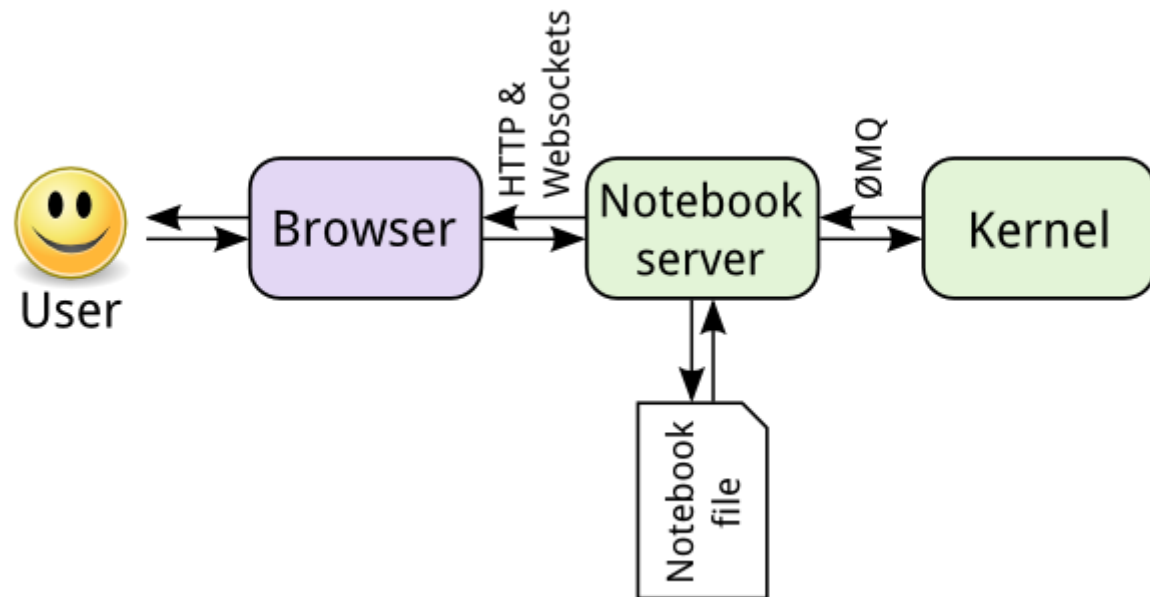 User
Browser
HTTP &
Websockets
Notebook
server
ØMQ
Kernel
Notebook
file